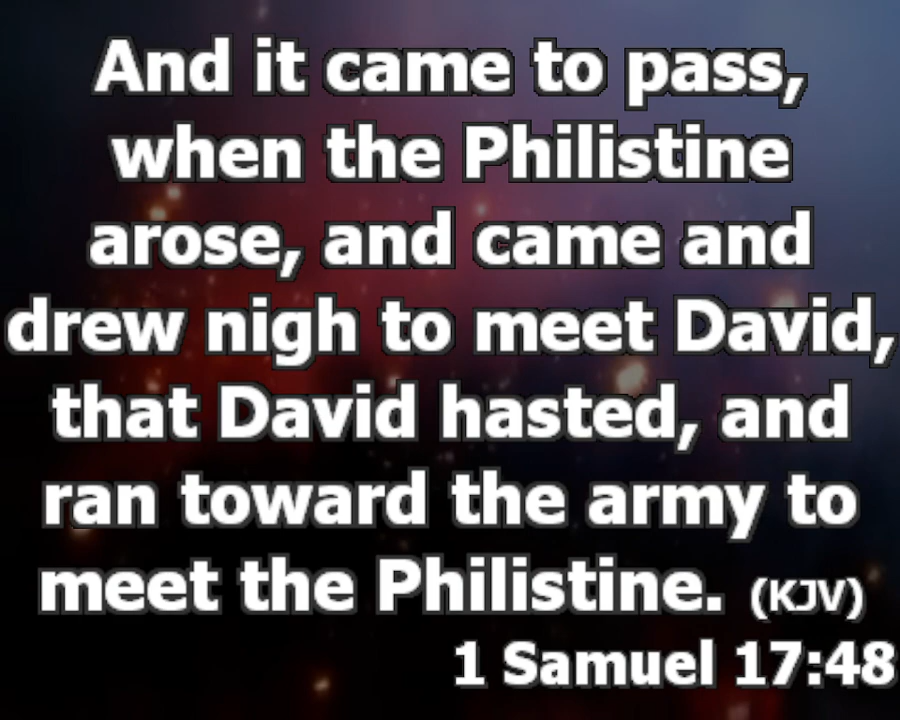 And it came to pass,
when the Philistine
arose, and came and
drew nigh to meet David,
that David hasted, and
ran toward the army to
meet the Philistine. (KJV)
1 Samuel 17:48